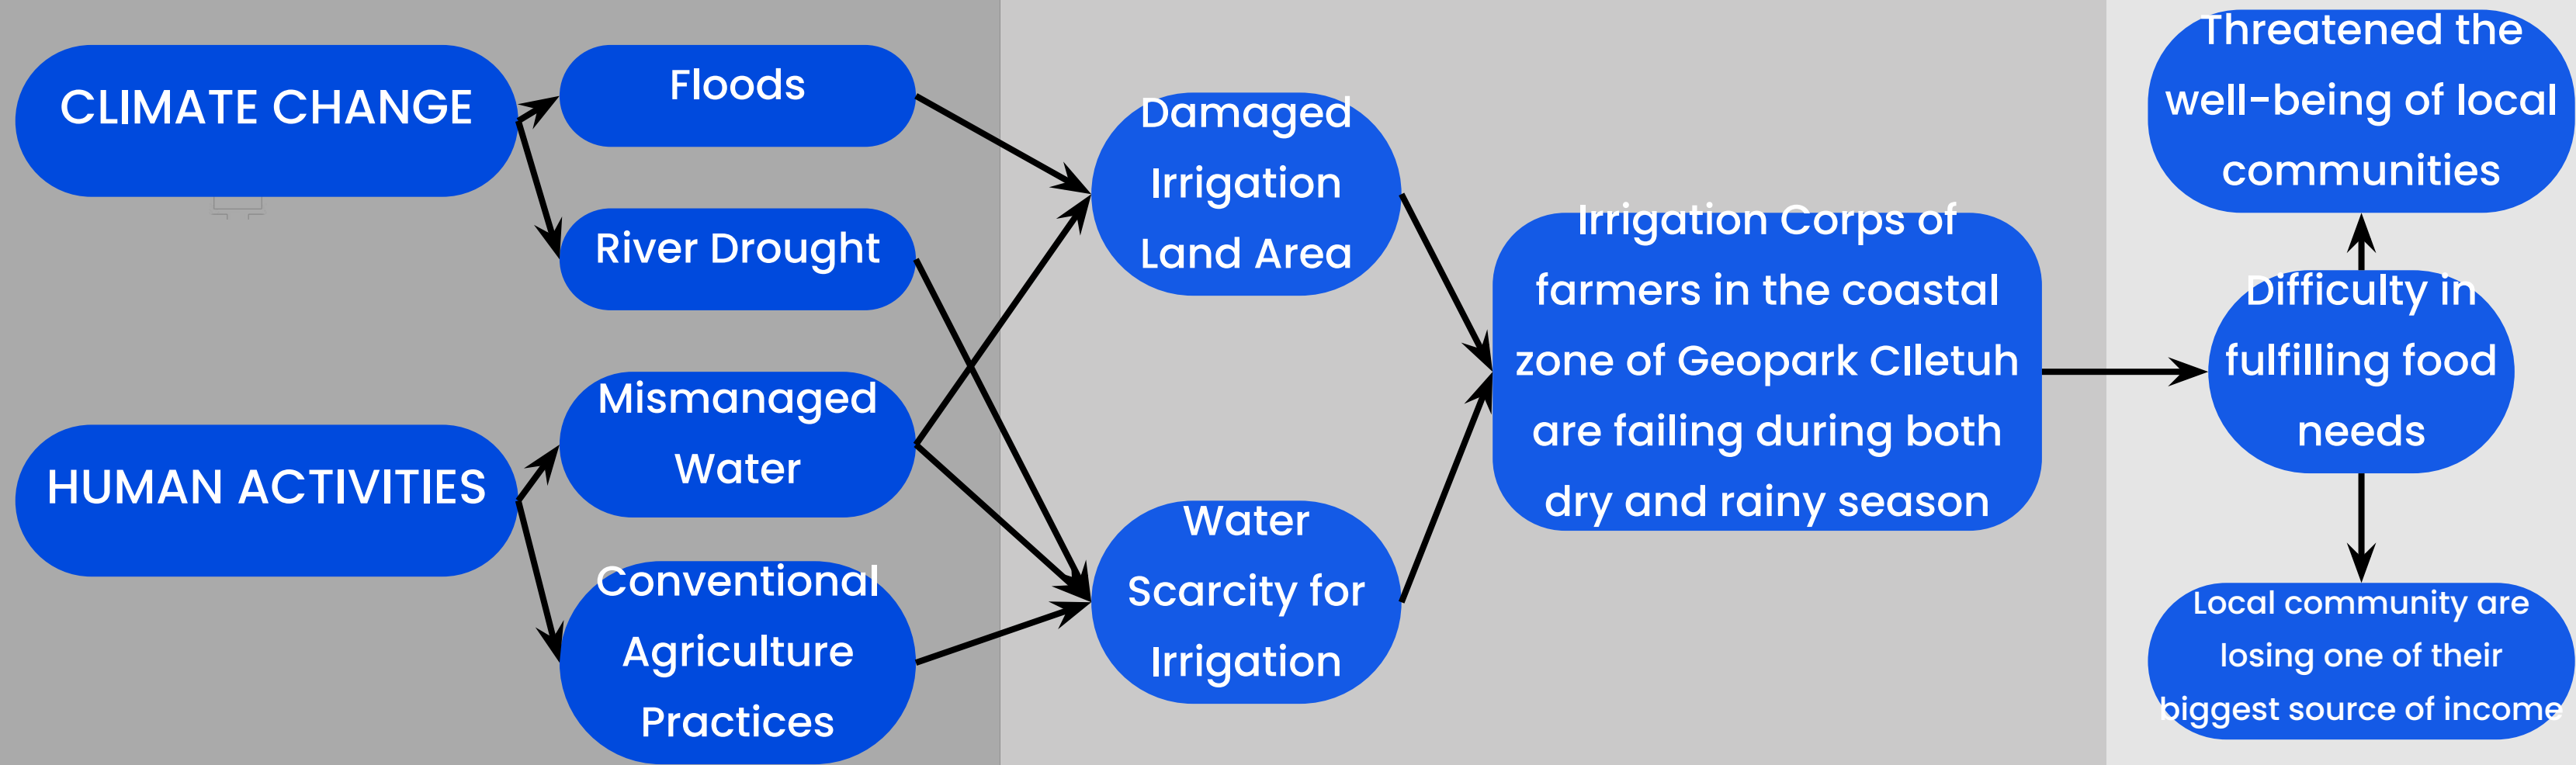 CLIMATE CHANGE
Floods
River Drought
HUMAN ACTIVITIES
Mismanaged
Water
Conventional
Agriculture
Practices
Damaged
Irrigation
Land Area
Water
Scarcity for
Irrigation
Irrigation Corps of
farmers in the coastal
zone of Geopark CIletuh
are failing during both
dry and rainy season
Threatened the
well-being of local
communities
Difficulty in
fulfilling food
needs
Local community are
losing one of their
biggest source of income